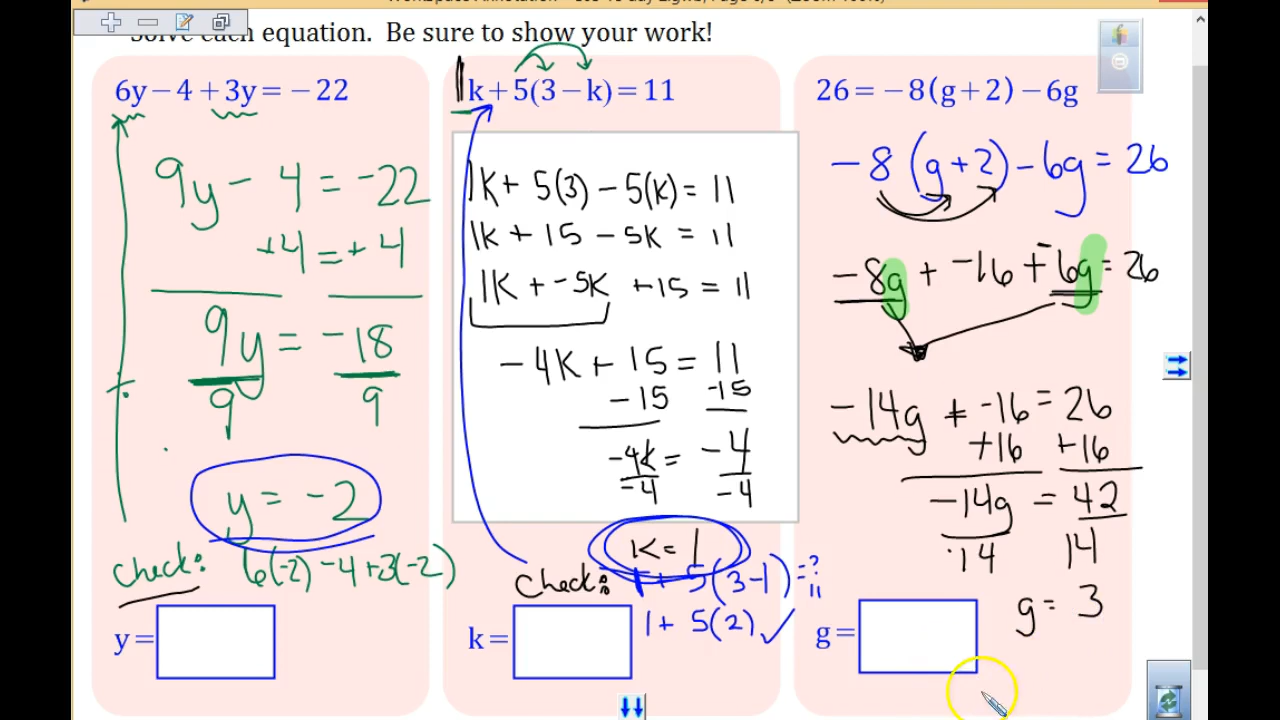 Solve each equation. Be sure to show your work!
6y − 4 + 3y = − 22
9y − 4 = -22
+4 = + 4
9y = -18
9 9
÷
y = -2
Check: 6(-2) -4 +3(-2)
y =
1k + 5(3 − k) = 11
1k + 5(3) − 5(k) = 11
1k + 15 − 5k = 11
1k + -5k +15 = 11
-4k + 15 = 11
-15 -15
-4k = -4
-4 -4
k = 1
Check: 1 + 5(3-1) =? 11
1 + 5(2) ✓
k =
26 = −8(g + 2) − 6g
-8 (g+2) - 6g = 26
-8g + -16 + -6g = 26
-14g + -16 = 26
+16 +16
-14g = 42
14 14
g = 3
g =